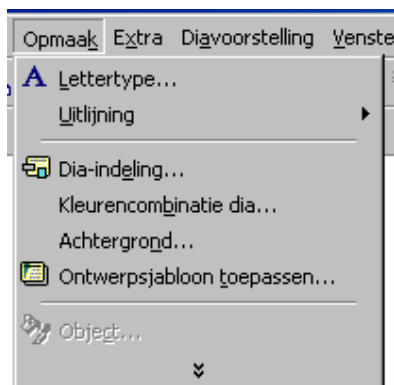 Opmaak Extra Diavoorstelling Venste
Lettertype...
Uitlijning
Dia-indeling...
Kleurencombinatie dia...
Achtergrond...
Ontwerpsjabloon toepassen...
Object...